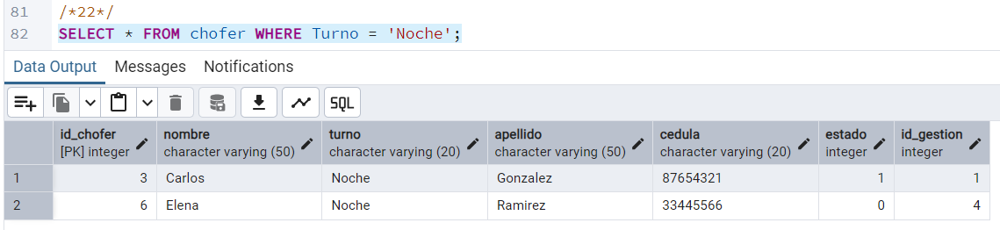 81 /*22*/
82 SELECT * FROM chofer WHERE Turno = 'Noche';
Data Output Messages Notifications
SQL
id_chofer nombre turno apellido cedula estado id_gestion
[PK] integer character varying (50) character varying (20) character varying (50) character varying (20) integer integer
1 3 Carlos Noche Gonzalez 87654321 1 1
2 6 Elena Noche Ramirez 33445566 0 4